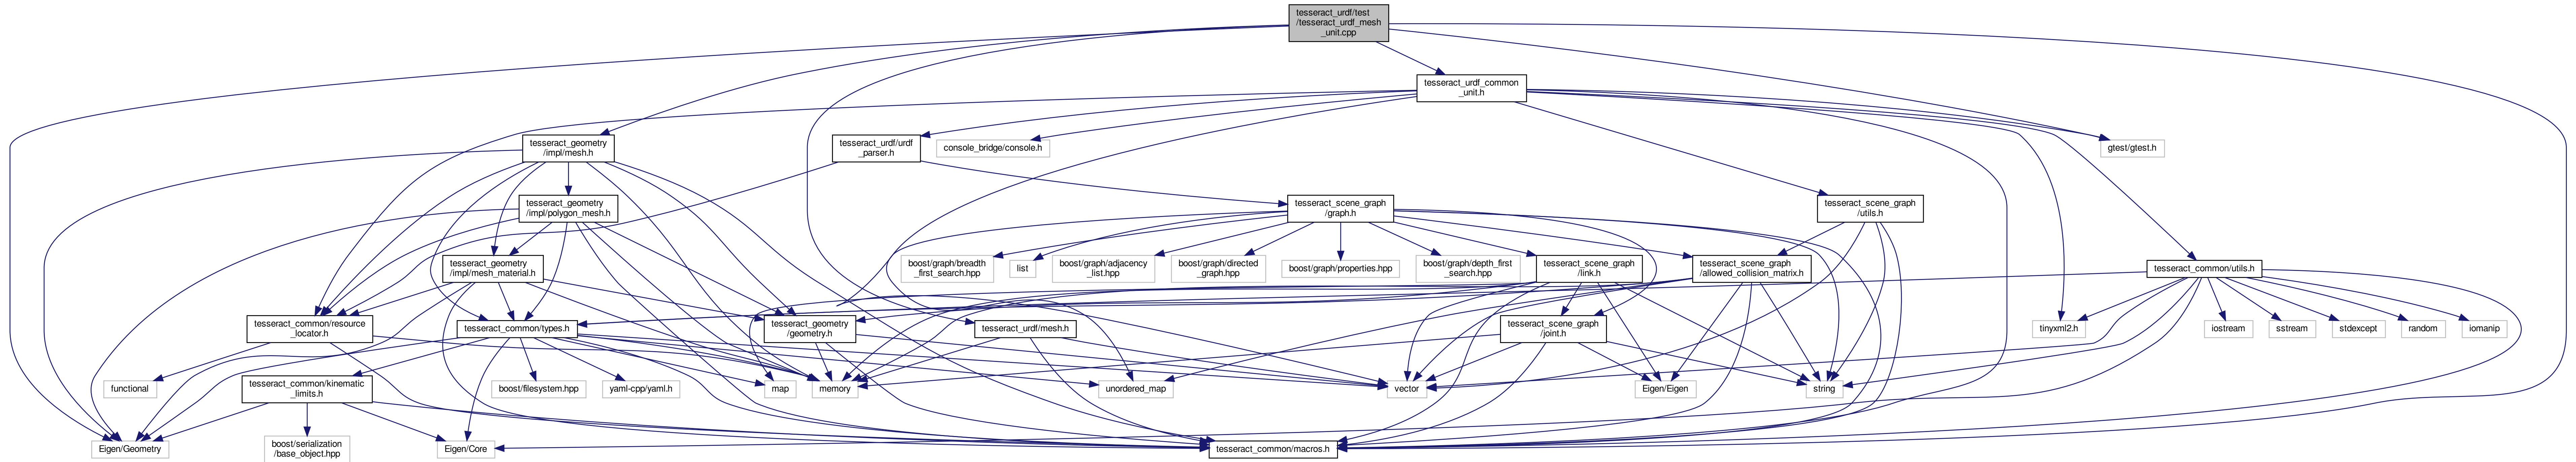 tesseract_urdf/test
/tesseract_urdf_mesh
_unit.cpp
tesseract_urdf_common
_unit.h
tesseract_geometry
/impl/mesh.h
tesseract_urdf/urdf
_parser.h
console_bridge/console.h
gtest/gtest.h
tesseract_geometry
/impl/polygon_mesh.h
tesseract_scene_graph
/graph.h
tesseract_scene_graph
/utils.h
tesseract_geometry
/impl/mesh_material.h
boost/graph/breadth
_first_search.hpp
list
boost/graph/adjacency
_list.hpp
boost/graph/directed
_graph.hpp
boost/graph/properties.hpp
boost/graph/depth_first
_search.hpp
tesseract_scene_graph
/link.h
tesseract_scene_graph
/allowed_collision_matrix.h
tesseract_common/utils.h
tesseract_common/resource
_locator.h
tesseract_common/types.h
tesseract_geometry
/geometry.h
tesseract_urdf/mesh.h
tesseract_scene_graph
/joint.h
tinyxml2.h
iostream
sstream
stdexcept
random
iomanip
functional
tesseract_common/kinematic
_limits.h
boost/filesystem.hpp
yaml-cpp/yaml.h
map
memory
unordered_map
vector
Eigen/Eigen
string
Eigen/Geometry
boost/serialization
/base_object.hpp
Eigen/Core
tesseract_common/macros.h